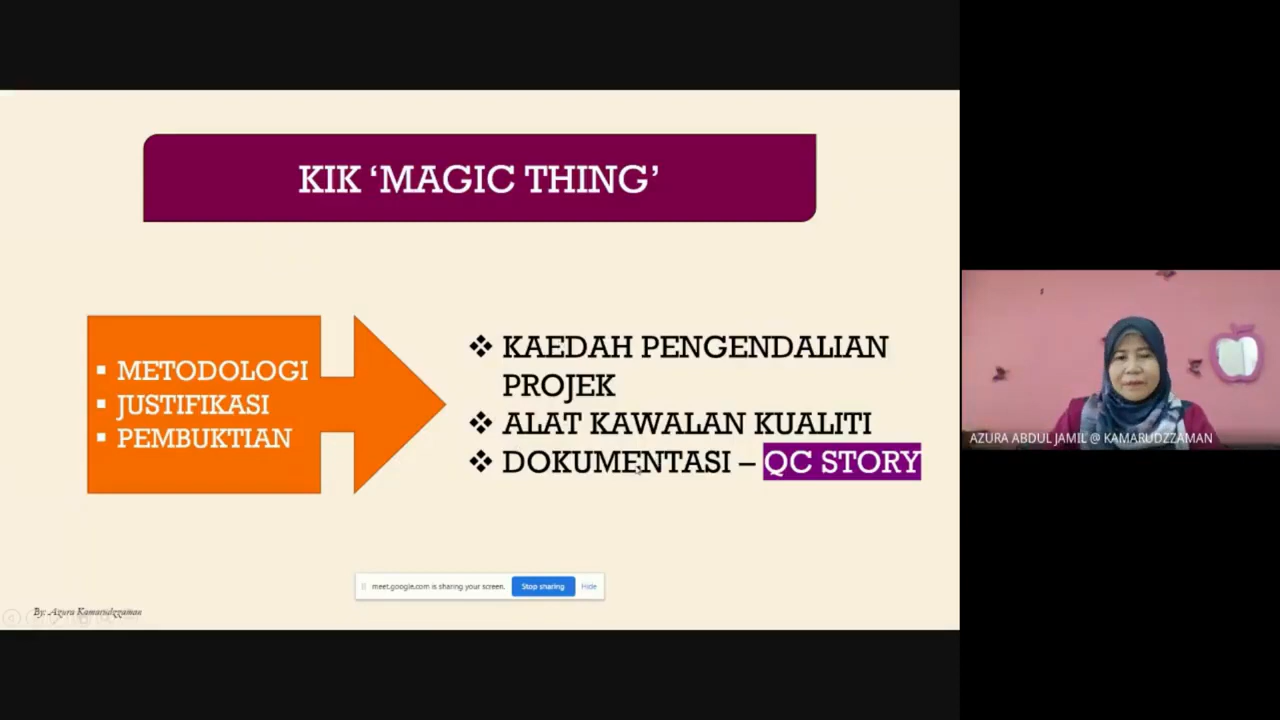 KIK ‘MAGIC THING’
▪ METODOLOGI
▪ JUSTIFIKASI
▪ PEMBUKTIAN
❖ KAEDAH PENGENDALIAN
PROJEK
❖ ALAT KAWALAN KUALITI
❖ DOKUMENTASI – QC STORY
meet.google.com is sharing your screen. Stop sharing Hide
By: Azura Kamarudzzaman
AZURA ABDUL JAMIL @ KAMARUDZZAMAN